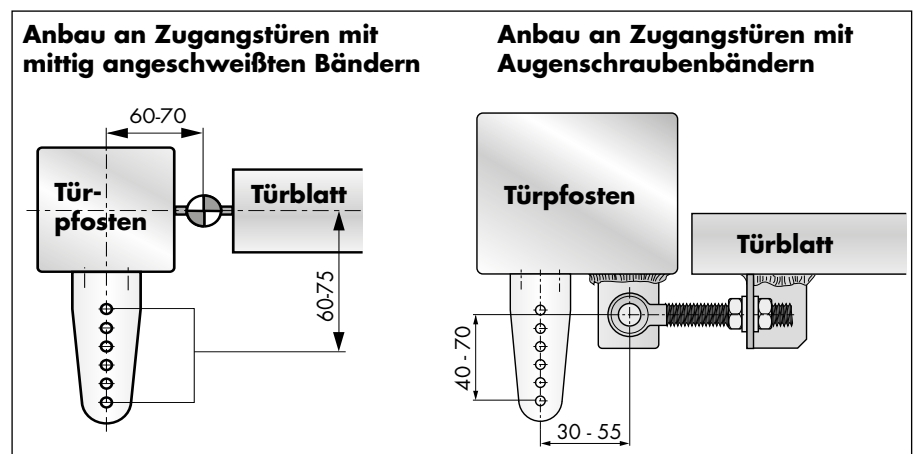 Anbau an Zugangstüren mit
mittig angeschweißten Bändern
60-70
Tür-
pfosten
Türblatt
60-75
Anbau an Zugangstüren mit
Augenschraubenbändern
Türpfosten
Türblatt
40 - 70
30 - 55